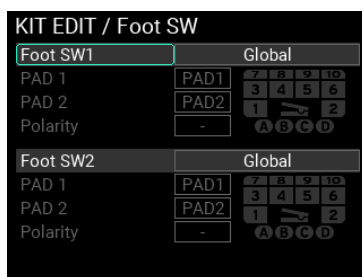 KIT EDIT / Foot SW
Foot SW1 Global
PAD 1 PAD1 7 8 9 10
3 4 5 6
PAD 2 PAD2 1 2
Polarity - A B C D
Foot SW2 Global
PAD 1 PAD1 7 8 9 10
3 4 5 6
PAD 2 PAD2 1 2
Polarity - A B C D